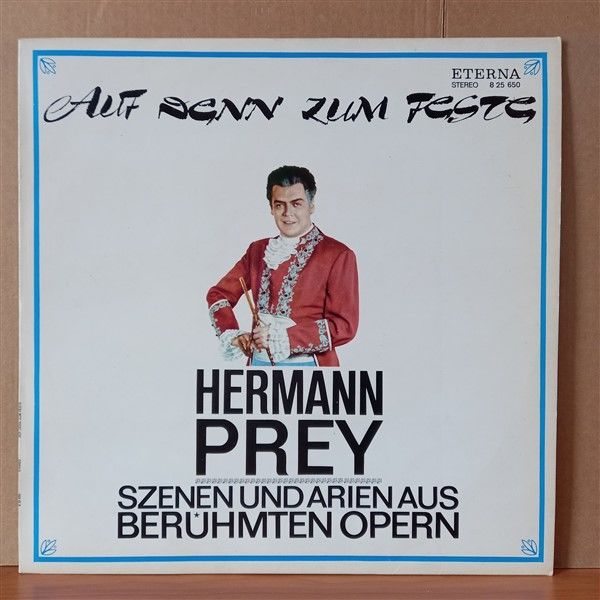 ETERNA
STEREO 8 25 650
AUF DENN ZUM FESTE
HERMANN
PREY
SZENEN UND ARIEN AUS
BERÜHMTEN OPERN